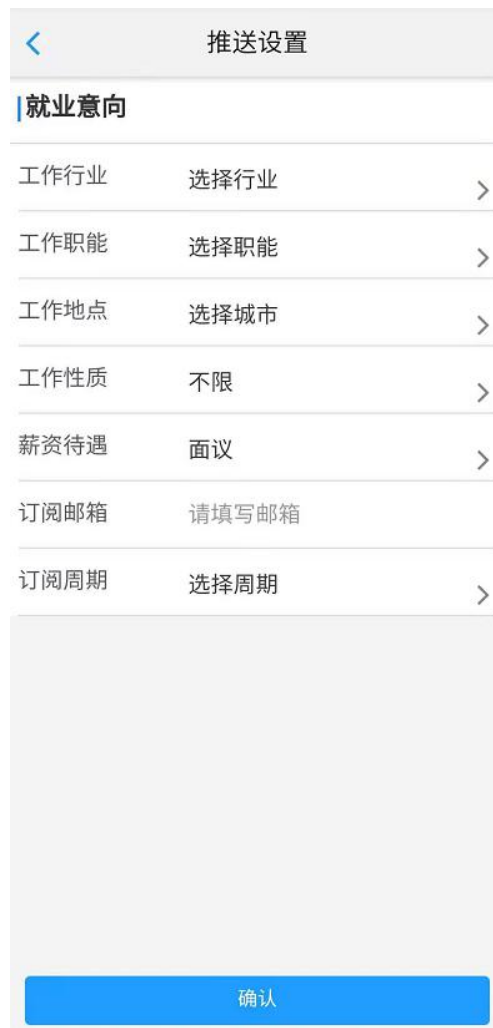 推送设置
就业意向
工作行业 选择行业
工作职能 选择职能
工作地点 选择城市
工作性质 不限
薪资待遇 面议
订阅邮箱 请填写邮箱
订阅周期 选择周期
确认